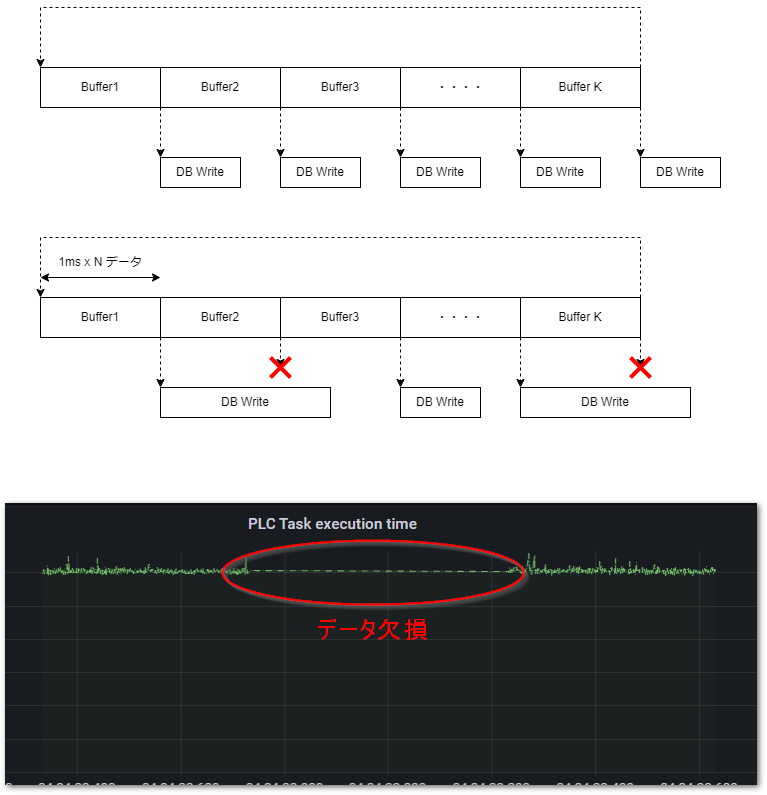 Buffer1 Buffer2 Buffer3 ・・・・ Buffer K
DB Write DB Write DB Write DB Write DB Write
1ms x N データ
Buffer1 Buffer2 Buffer3 ・・・・ Buffer K
DB Write DB Write DB Write
PLC Task execution time
データ欠損